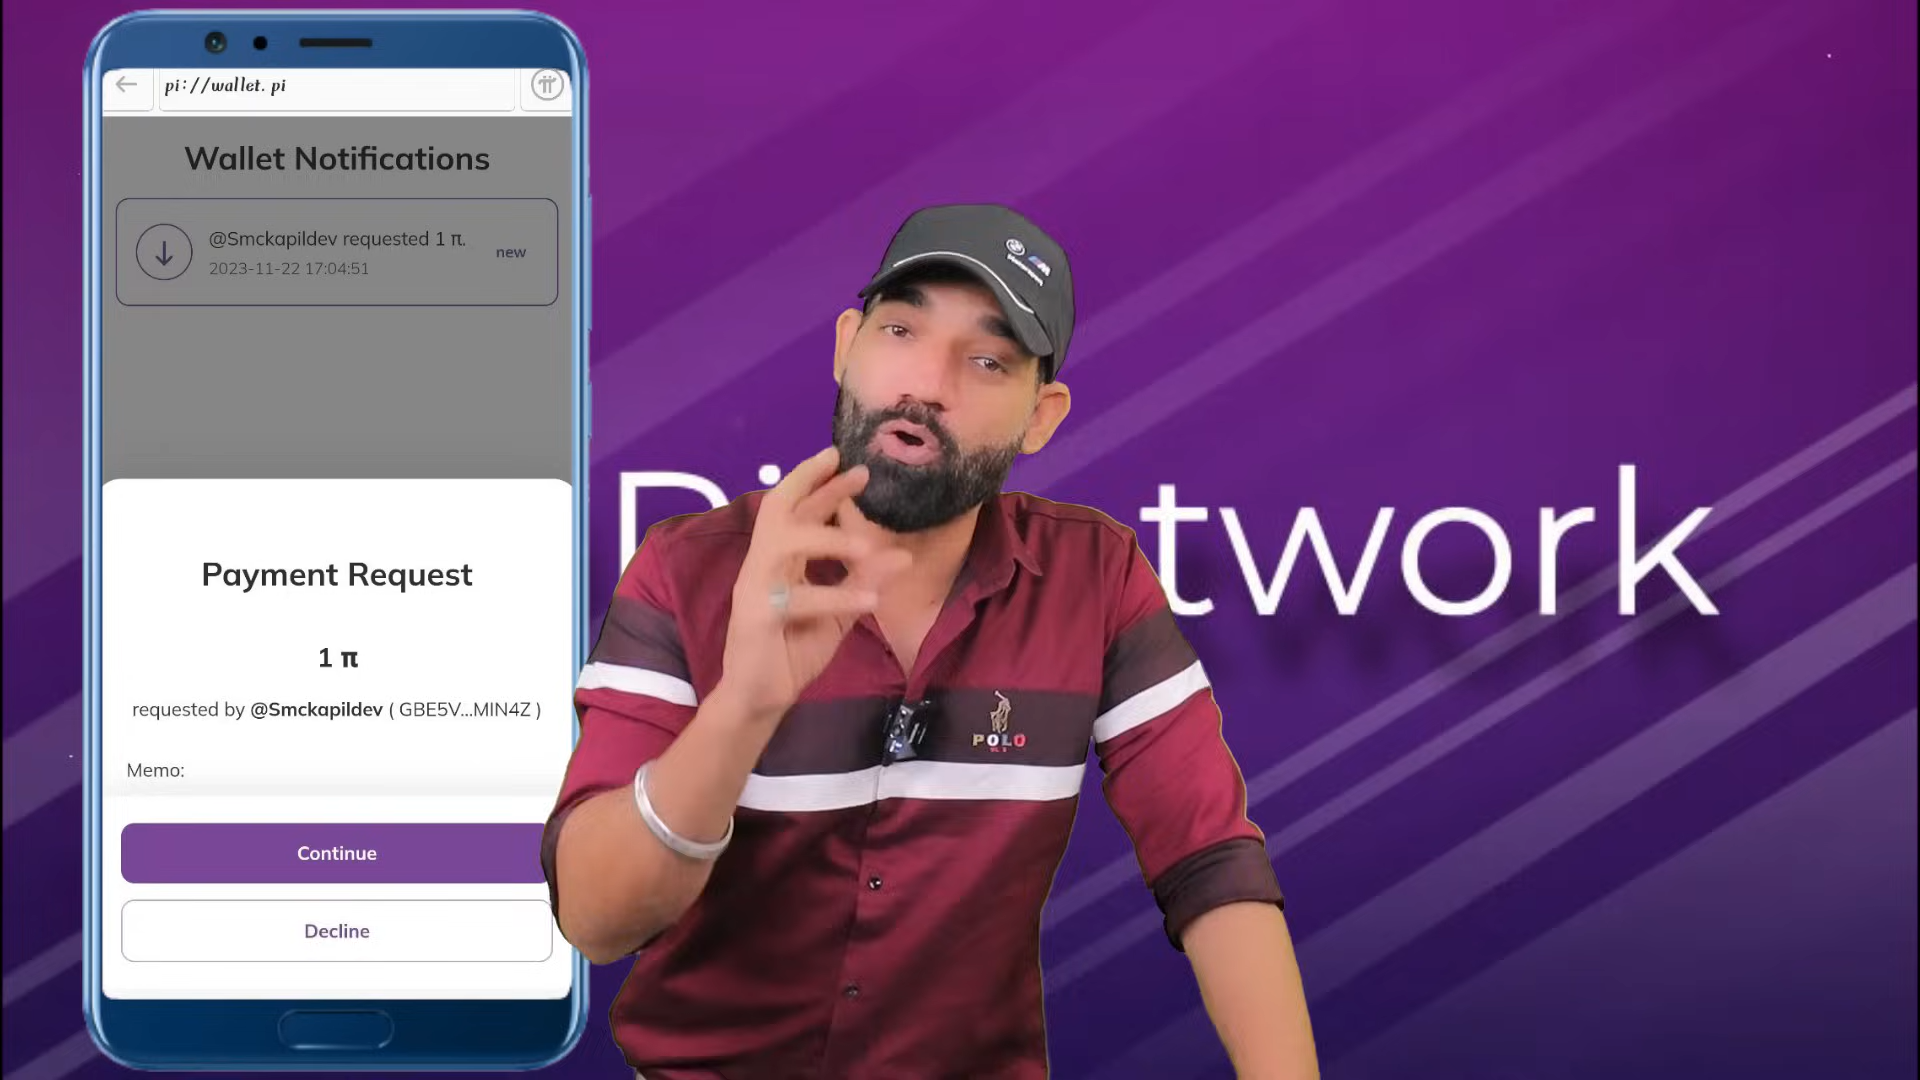 pi://wallet.pi
Wallet Notifications
@Smckapildev requested 1 π.
2023-11-22 17:04:51
new
Payment Request
1 π
requested by @Smckapildev ( GBE5V...MIN4Z )
Memo:
Continue
Decline
Pi
twork
POLO